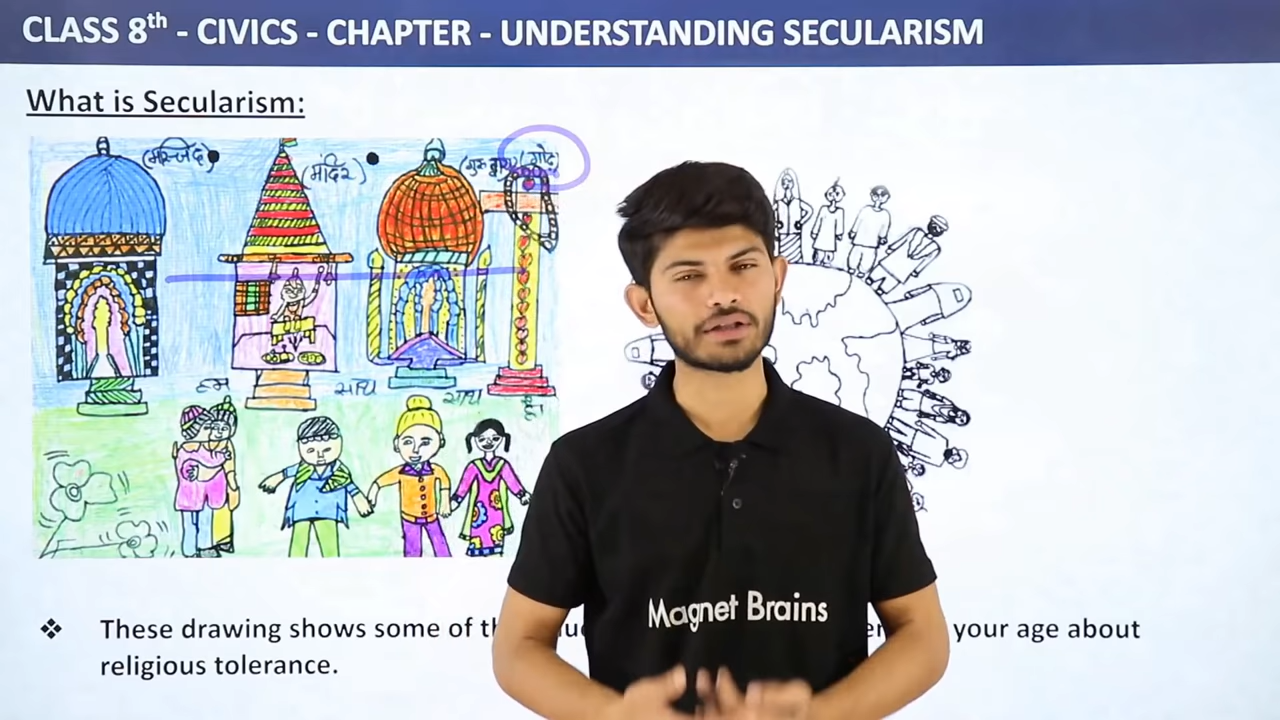 CLASS 8th - CIVICS - CHAPTER - UNDERSTANDING SECULARISM
What is Secularism:
(मस्जिद)
(मंदिर)
हम साथ साथ हैं।
Magnet Brains
These drawing shows some of your age about
religious tolerance.